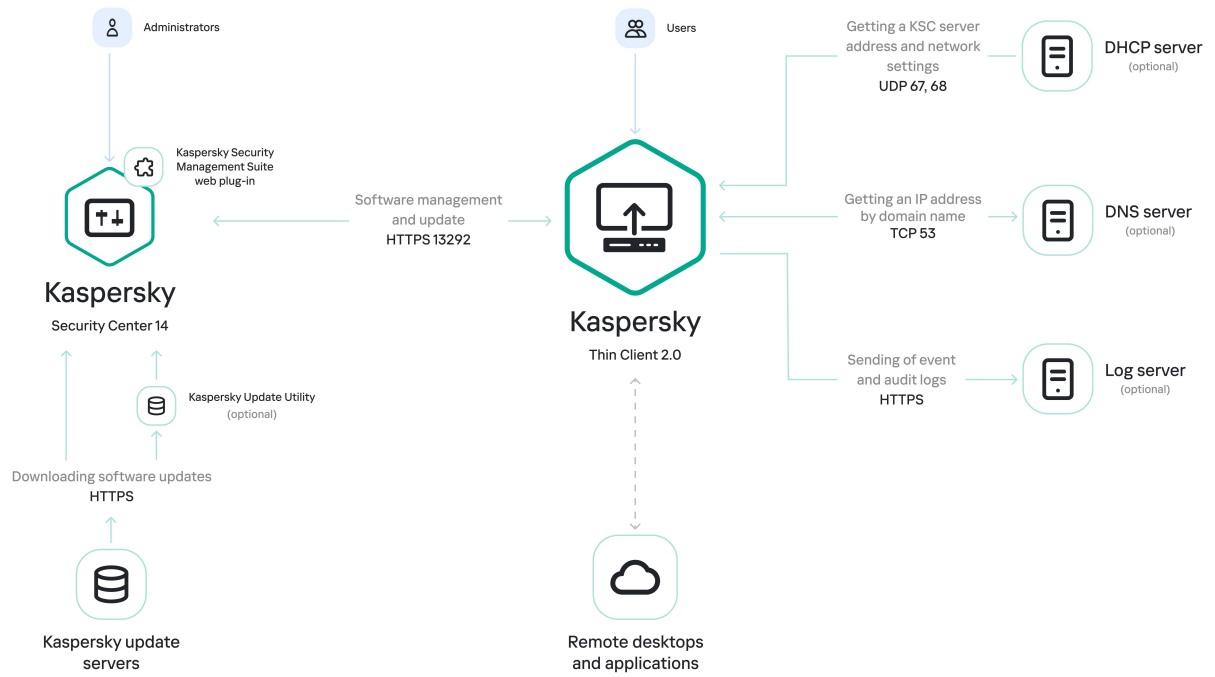 Administrators
Users
Getting a KSC server
address and network
settings
UDP 67, 68
DHCP server
(optional)
Kaspersky Security
Management Suite
web plug-in
Software management
and update
HTTPS 13292
Getting an IP address
by domain name
TCP 53
DNS server
(optional)
Kaspersky
Security Center 14
Kaspersky
Thin Client 2.0
Sending of event
and audit logs
HTTPS
Log server
(optional)
Kaspersky Update Utility
(optional)
Downloading software updates
HTTPS
Kaspersky update
servers
Remote desktops
and applications